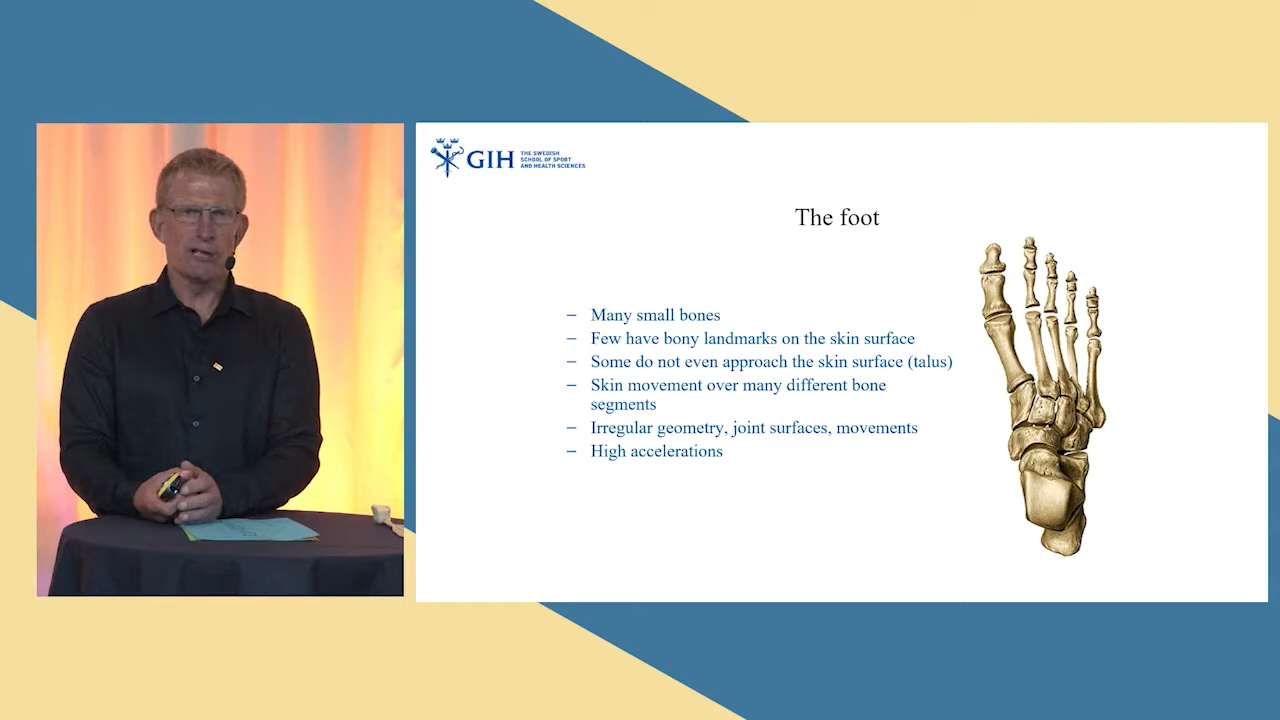 GIH
THE SWEDISH
SCHOOL OF SPORT
AND HEALTH SCIENCES
The foot
– Many small bones
– Few have bony landmarks on the skin surface
– Some do not even approach the skin surface (talus)
– Skin movement over many different bone
segments
– Irregular geometry, joint surfaces, movements
– High accelerations